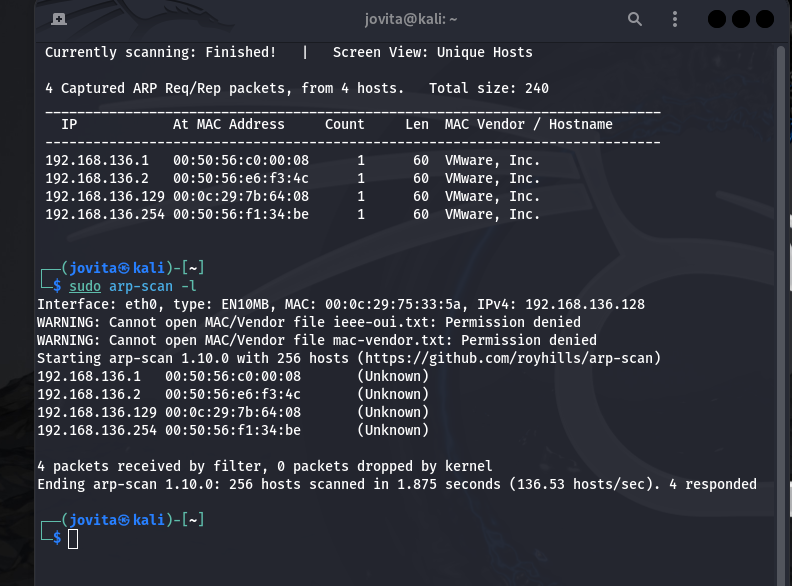 jovita@kali: ~
Currently scanning: Finished!   |   Screen View: Unique Hosts
4 Captured ARP Req/Rep packets, from 4 hosts.   Total size: 240
_____________________________________________________________________________
  IP            At MAC Address     Count     Len  MAC Vendor / Hostname
-----------------------------------------------------------------------------
192.168.136.1   00:50:56:c0:00:08      1      60  VMware, Inc.
192.168.136.2   00:50:56:e6:f3:4c      1      60  VMware, Inc.
192.168.136.129 00:0c:29:7b:64:08      1      60  VMware, Inc.
192.168.136.254 00:50:56:f1:34:be      1      60  VMware, Inc.
┌──(jovita㉿kali)-[~]
└─$ sudo arp-scan -l
Interface: eth0, type: EN10MB, MAC: 00:0c:29:75:33:5a, IPv4: 192.168.136.128
WARNING: Cannot open MAC/Vendor file ieee-oui.txt: Permission denied
WARNING: Cannot open MAC/Vendor file mac-vendor.txt: Permission denied
Starting arp-scan 1.10.0 with 256 hosts (https://github.com/royhills/arp-scan)
192.168.136.1   00:50:56:c0:00:08       (Unknown)
192.168.136.2   00:50:56:e6:f3:4c       (Unknown)
192.168.136.129 00:0c:29:7b:64:08       (Unknown)
192.168.136.254 00:50:56:f1:34:be       (Unknown)
4 packets received by filter, 0 packets dropped by kernel
Ending arp-scan 1.10.0: 256 hosts scanned in 1.875 seconds (136.53 hosts/sec). 4 responded
┌──(jovita㉿kali)-[~]
└─$